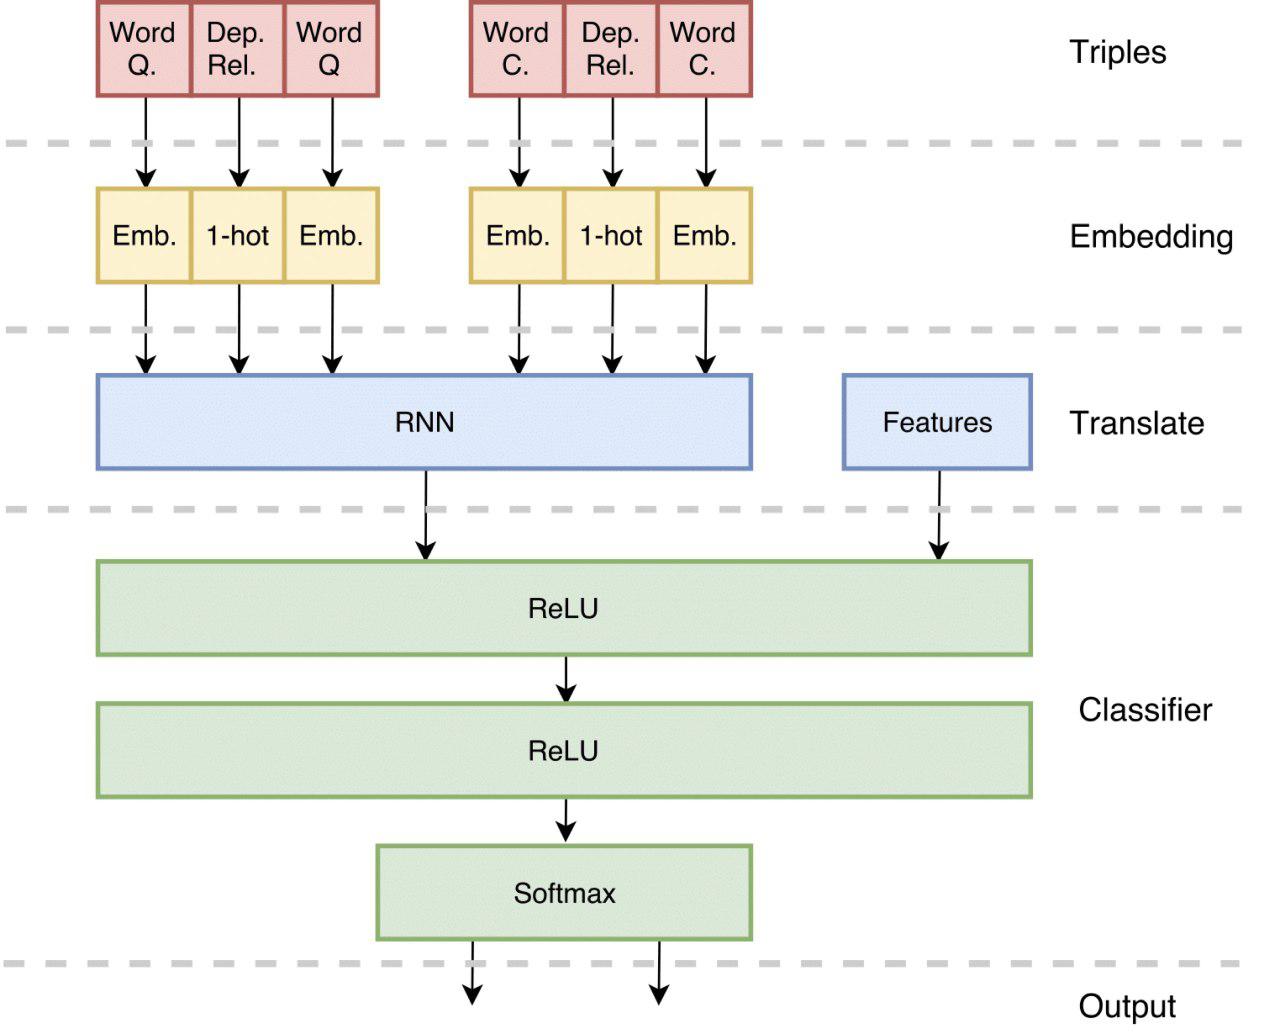 Word Q.
Dep. Rel.
Word Q
Word C.
Dep. Rel.
Word C.
Triples
Emb.
1-hot
Emb.
Emb.
1-hot
Emb.
Embedding
RNN
Features
Translate
ReLU
ReLU
Classifier
Softmax
Output